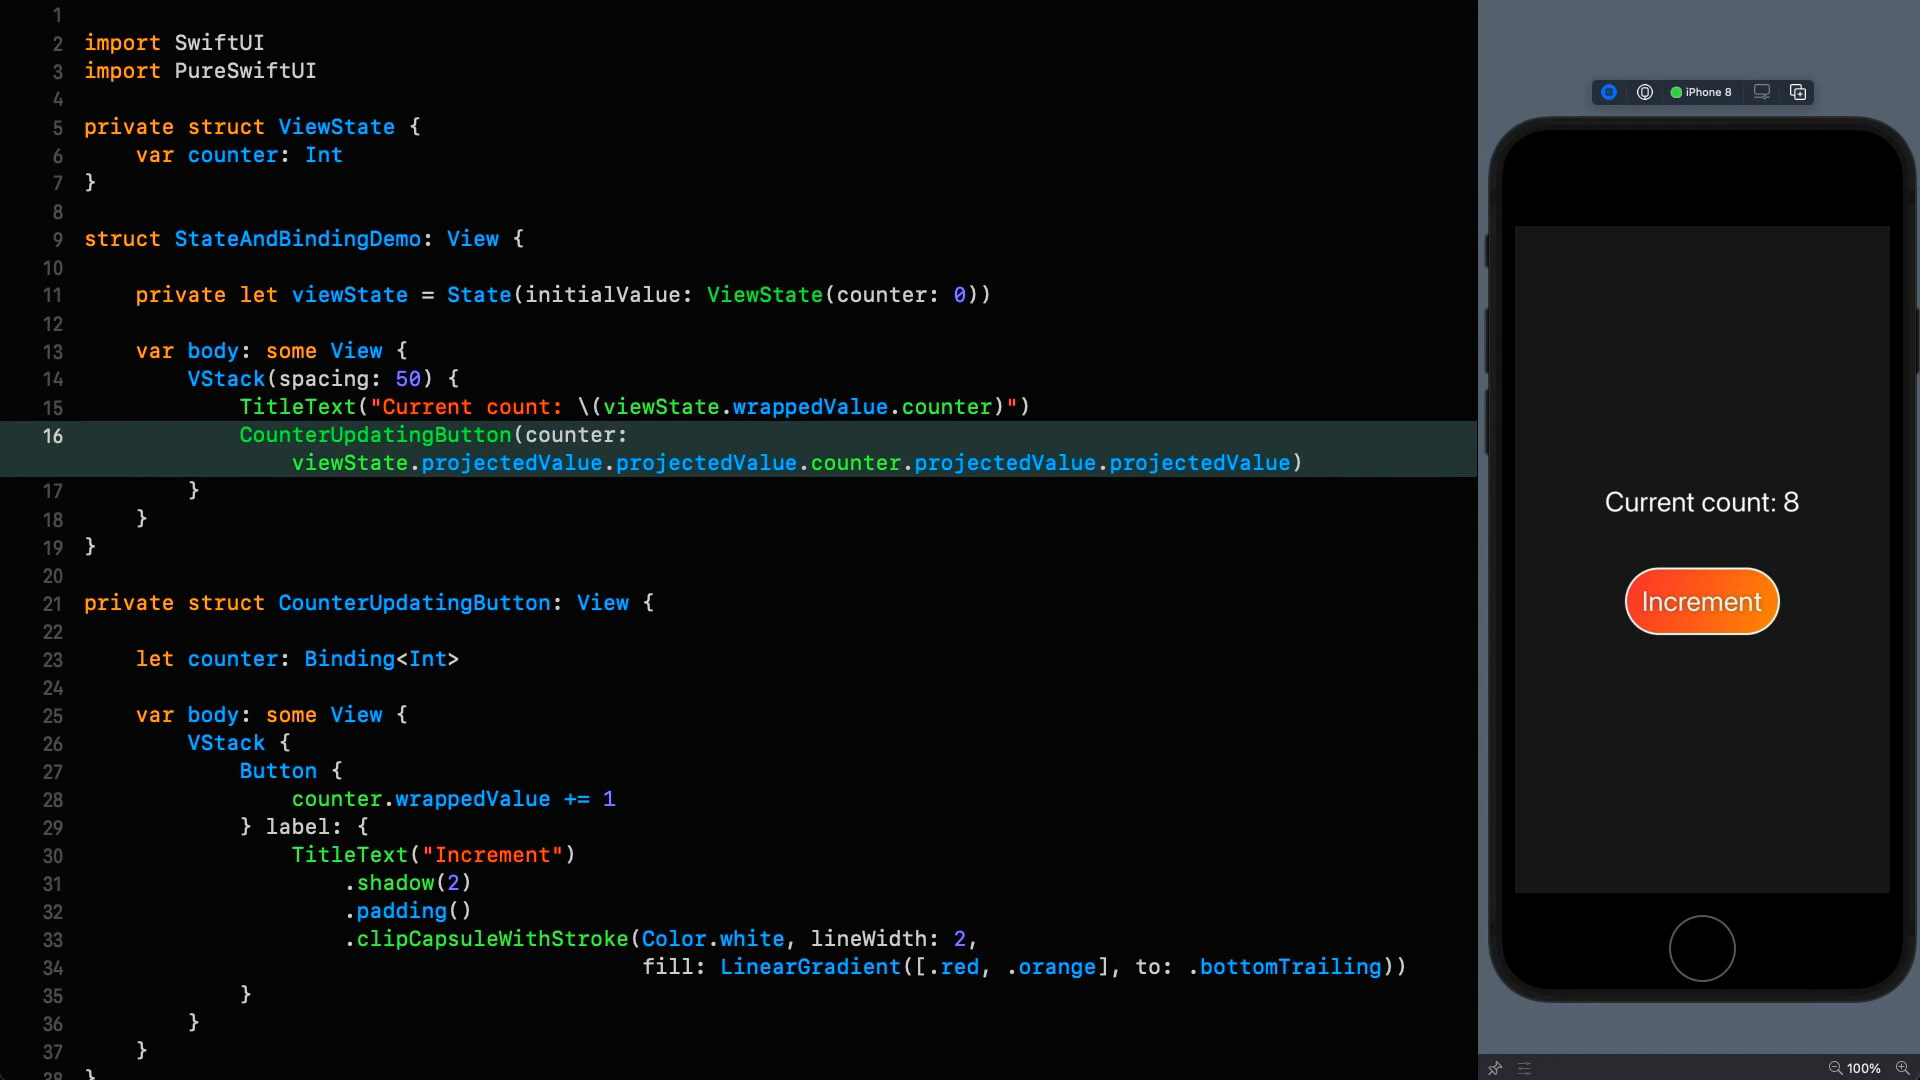 1
2 import SwiftUI
3 import PureSwiftUI
4
5 private struct ViewState {
6     var counter: Int
7 }
8
9 struct StateAndBindingDemo: View {
10
11     private let viewState = State(initialValue: ViewState(counter: 0))
12
13     var body: some View {
14         VStack(spacing: 50) {
15             TitleText("Current count: \(viewState.wrappedValue.counter)")
16             CounterUpdatingButton(counter:
                viewState.projectedValue.projectedValue.counter.projectedValue.projectedValue)
17         }
18     }
19 }
20
21 private struct CounterUpdatingButton: View {
22
23     let counter: Binding<Int>
24
25     var body: some View {
26         VStack {
27             Button {
28                 counter.wrappedValue += 1
29             } label: {
30                 TitleText("Increment")
31                     .shadow(2)
32                     .padding()
33                     .clipCapsuleWithStroke(Color.white, lineWidth: 2,
34                                            fill: LinearGradient([.red, .orange], to: .bottomTrailing))
35             }
36         }
37     }
38 }
iPhone 8
Current count: 8
Increment
100%